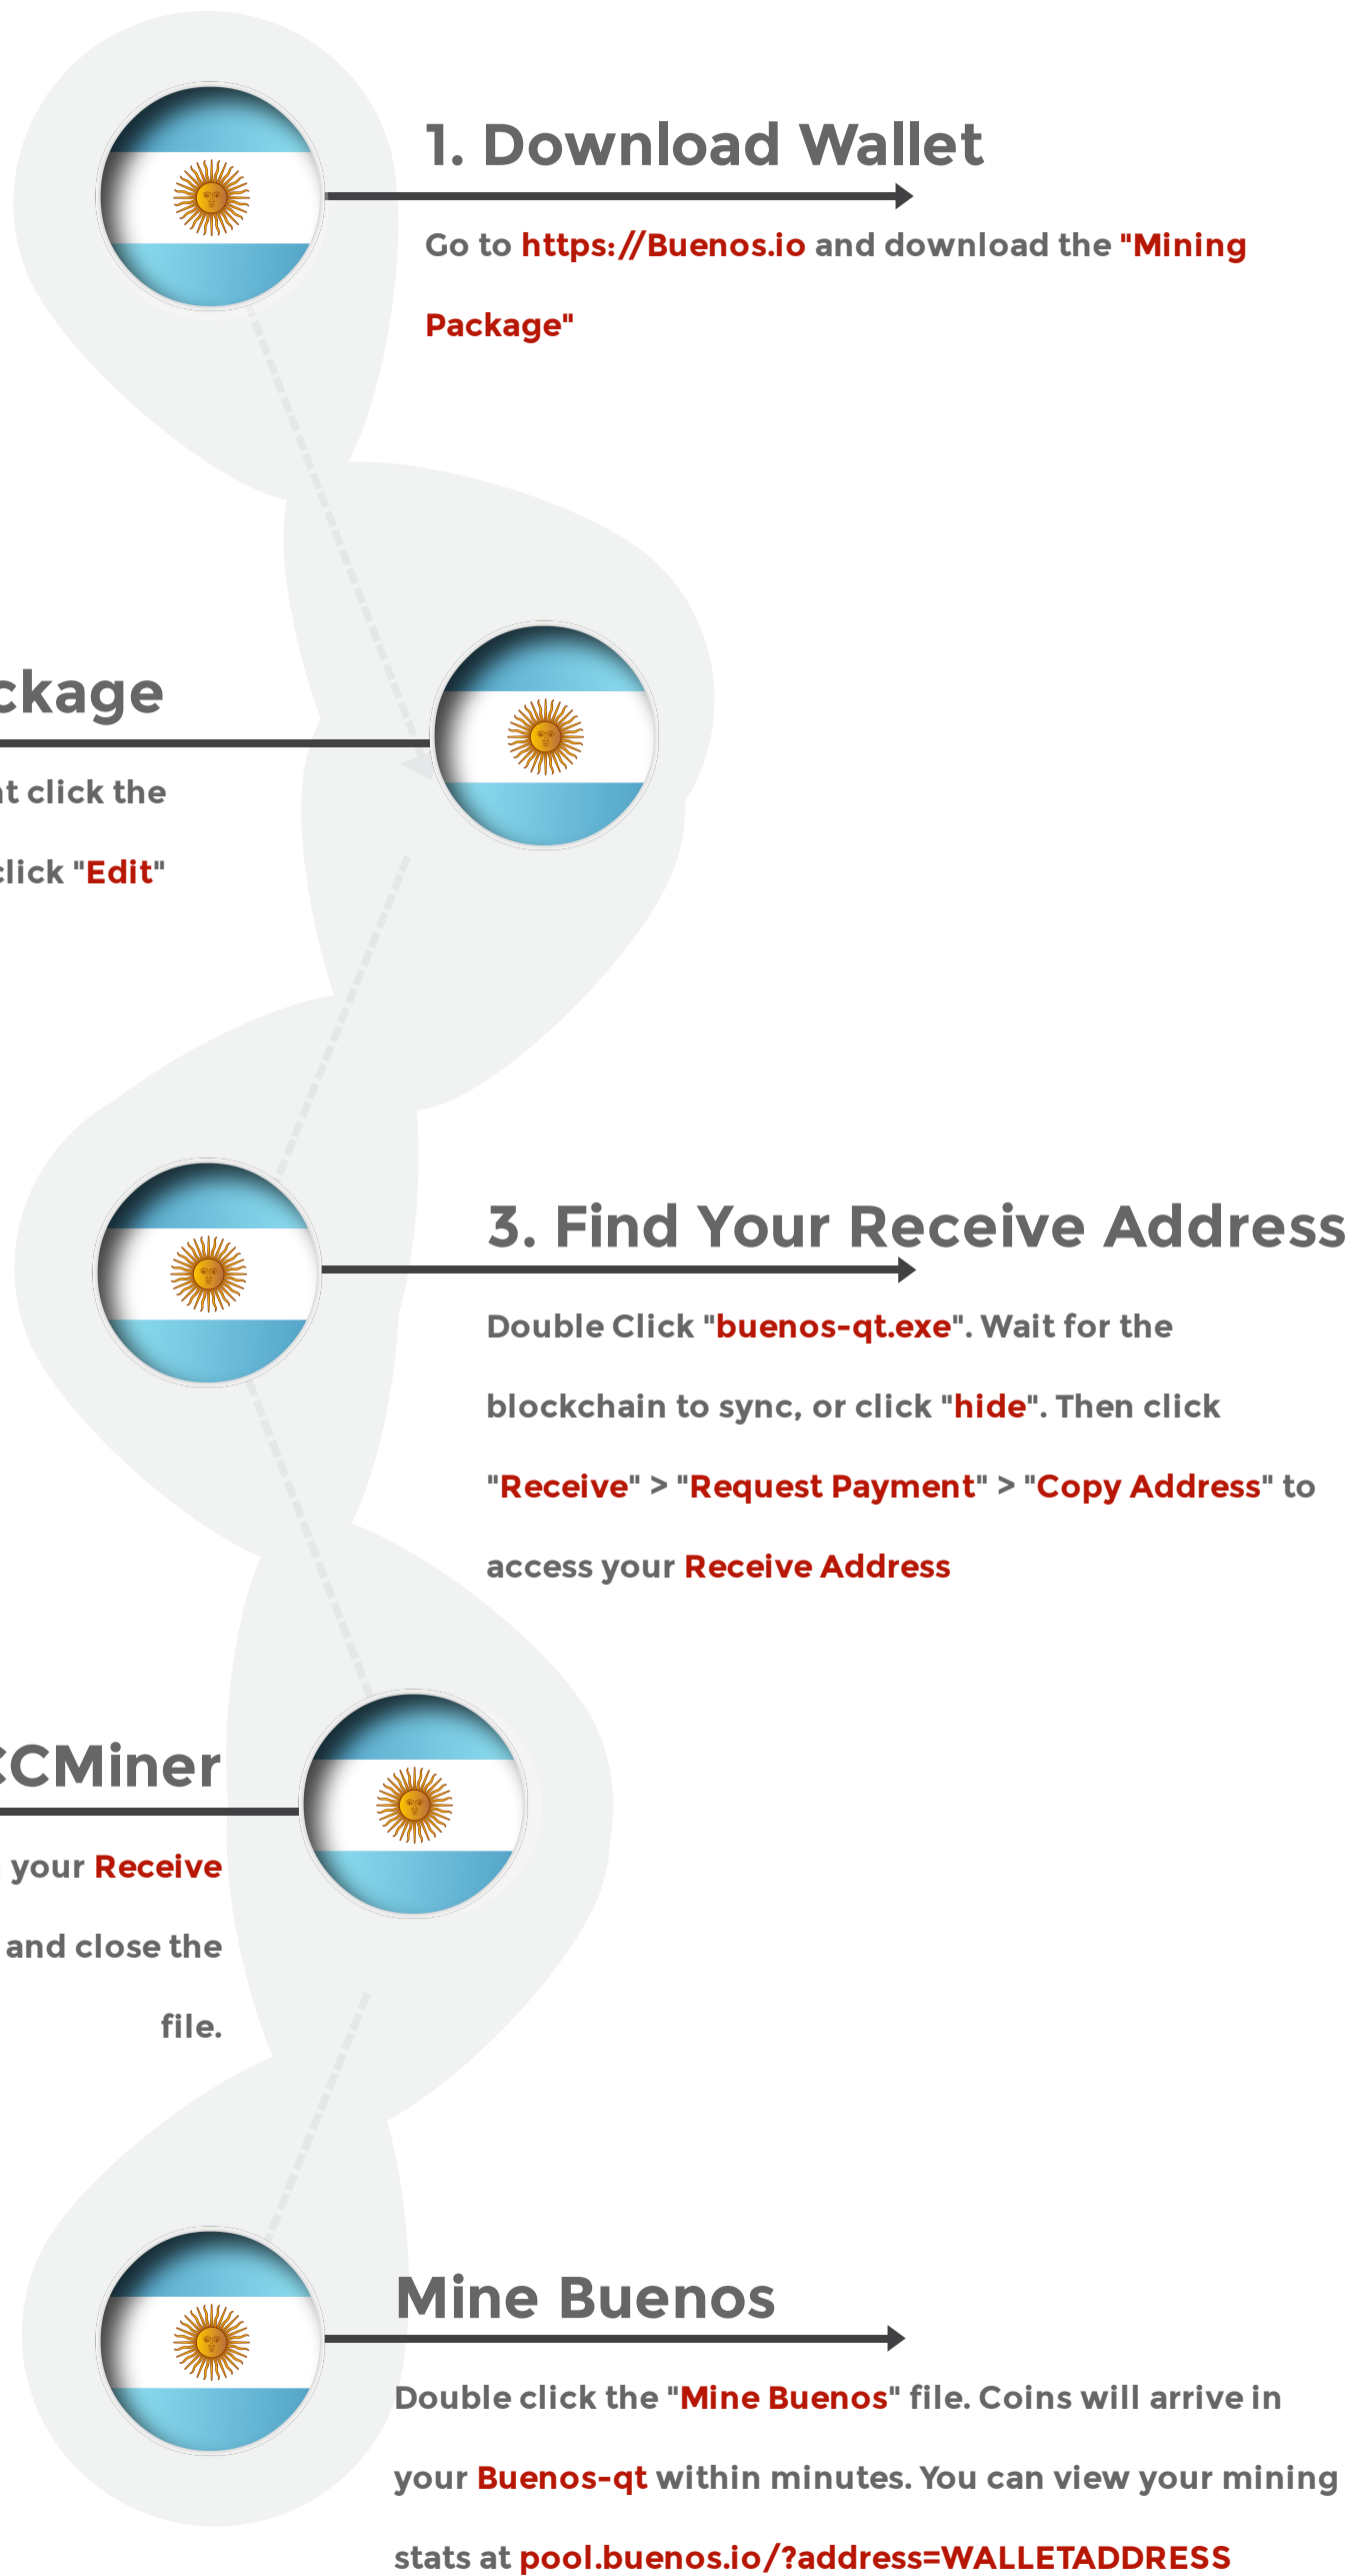 1. Download Wallet
Go to https://Buenos.io and download the "Mining
Package"
click the
"Edit"
3. Find Your Receive Address
Double Click "buenos-qt.exe". Wait for the
blockchain to sync, or click "hide". Then click
"Receive" > "Request Payment" > "Copy Address" to
access your Receive Address
CCMiner
your Receive
and close the
file.
Mine Buenos
Double click the "Mine Buenos" file. Coins will arrive in
your Buenos-qt within minutes. You can view your mining
stats at pool.buenos.io/?address=WALLETADDRESS